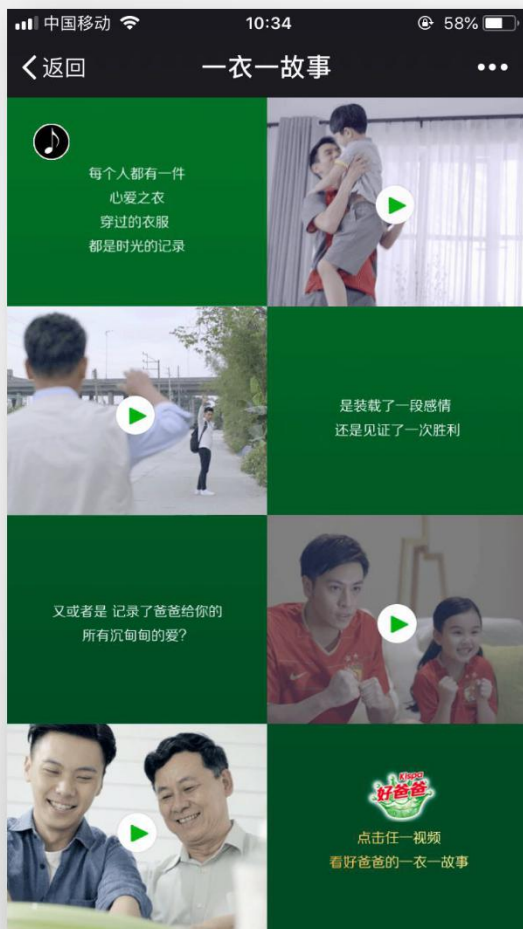 中国移动 10:34 58%
返回 一衣一故事
每个人都有一件
心爱之衣
穿过的衣服
都是时光的记录
是装载了一段感情
还是见证了一次胜利
又或者是 记录了爸爸给你的
所有沉甸甸的爱?
Kispa
好爸爸
点击任一视频
看好爸爸的一衣一故事